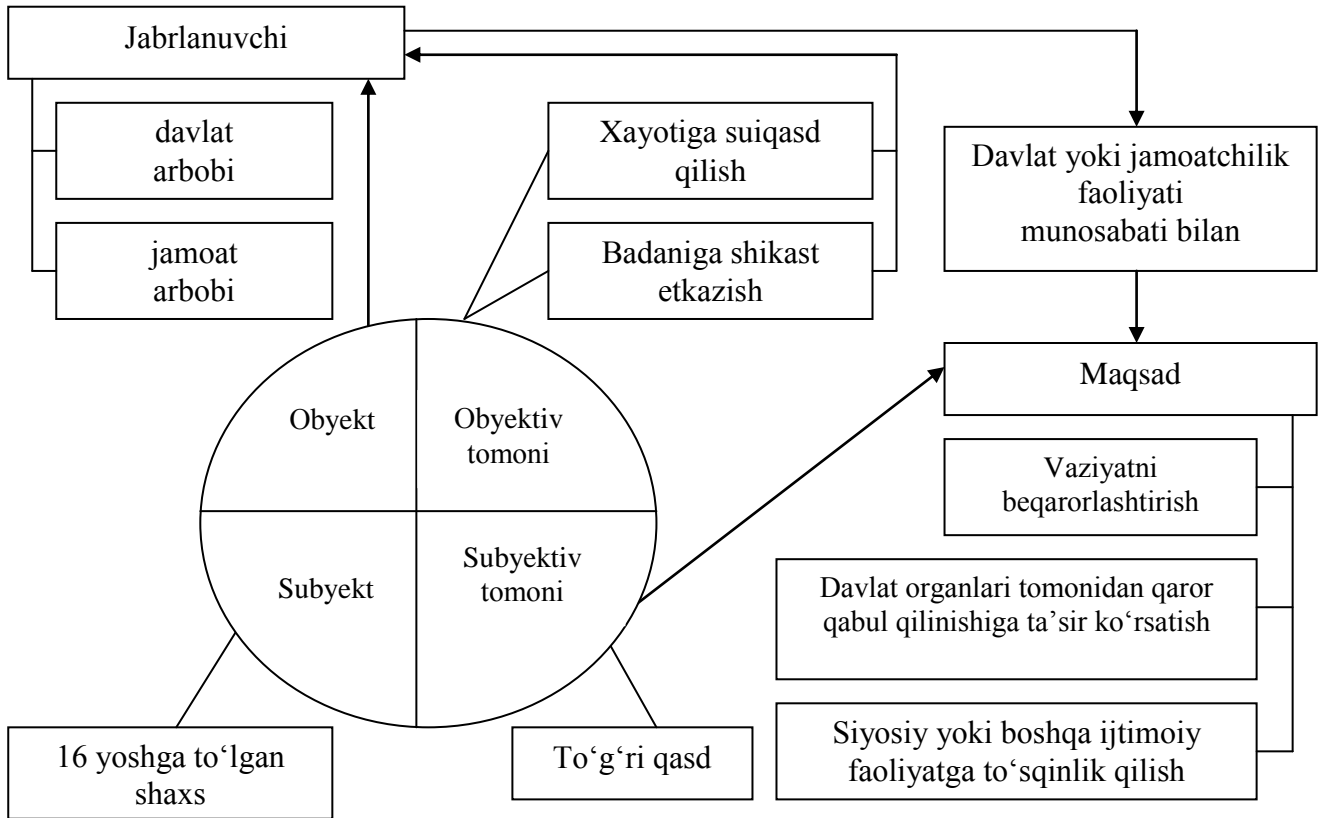 Jabrlanuvchi
davlat
arbobi
jamoat
arbobi
Xayotiga suiqasd
qilish
Badaniga shikast
etkazish
Davlat yoki jamoatchilik
faoliyati
munosabati bilan
Maqsad
Vaziyatni
beqarorlashtirish
Davlat organlari tomonidan qaror
qabul qilinishiga ta’sir ko‘rsatish
Siyosiy yoki boshqa ijtimoiy
faoliyatga to‘sqinlik qilish
Obyekt
Obyektiv
tomoni
Subyekt
Subyektiv
tomoni
16 yoshga to‘lgan
shaxs
To‘g‘ri qasd